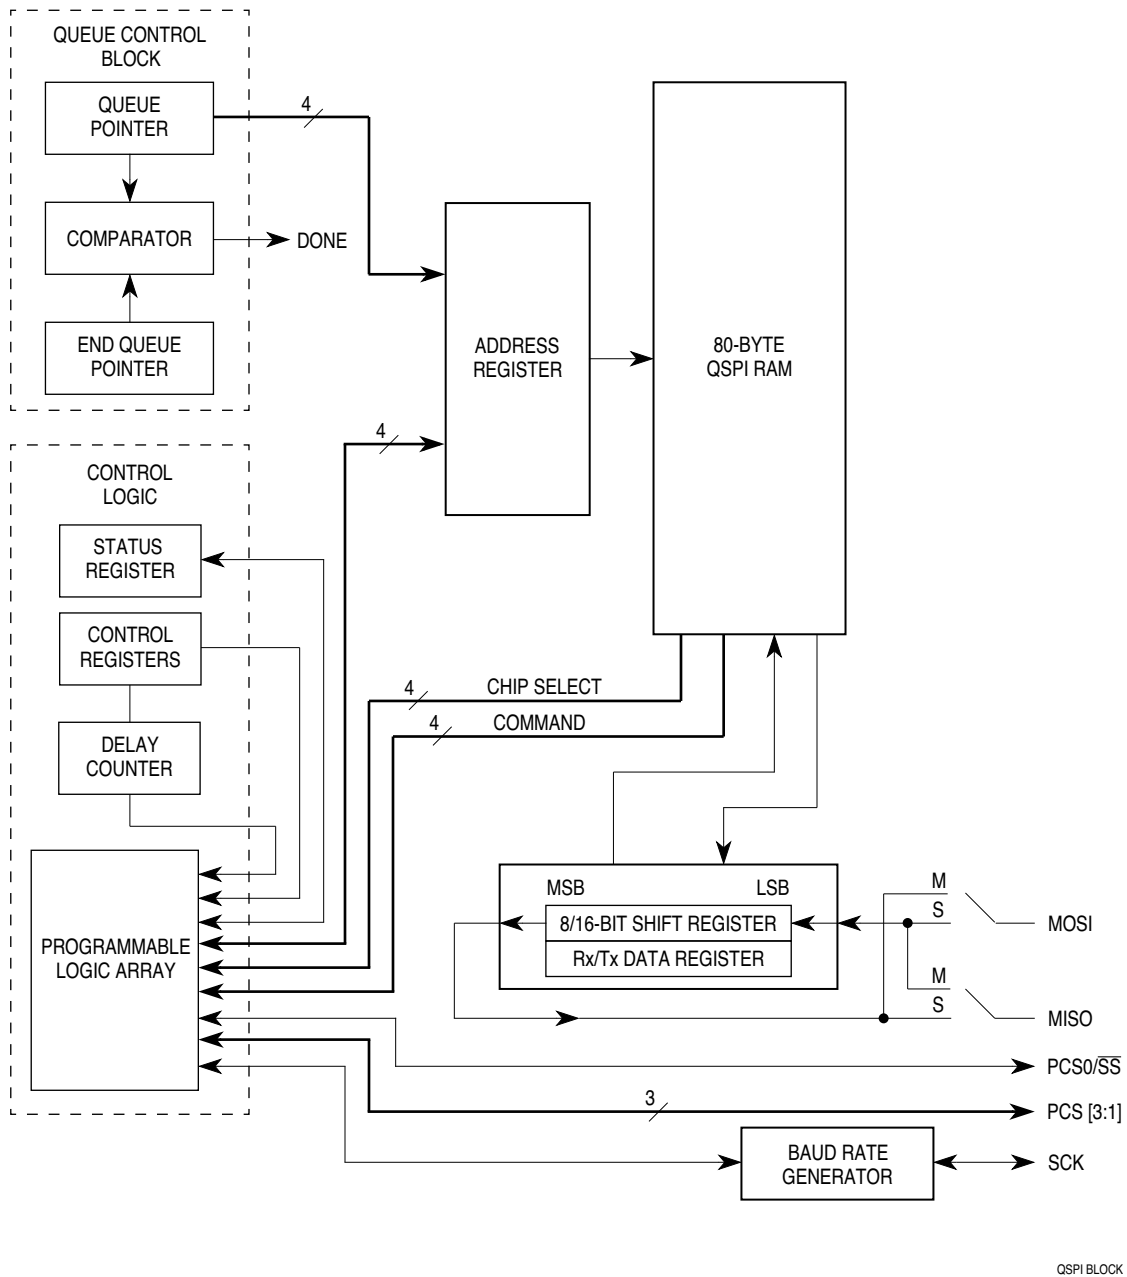 QUEUE CONTROL
BLOCK
QUEUE
POINTER
4
COMPARATOR
DONE
END QUEUE
POINTER
ADDRESS
REGISTER
80-BYTE
QSPI RAM
4
CONTROL
LOGIC
STATUS
REGISTER
CONTROL
REGISTERS
DELAY
COUNTER
4
CHIP SELECT
4
COMMAND
PROGRAMMABLE
LOGIC ARRAY
MSB
LSB
8/16-BIT SHIFT REGISTER
Rx/Tx DATA REGISTER
M
S
MOSI
M
S
MISO
PCS0/S̅S̅
3
PCS [3:1]
BAUD RATE
GENERATOR
SCK
QSPI BLOCK